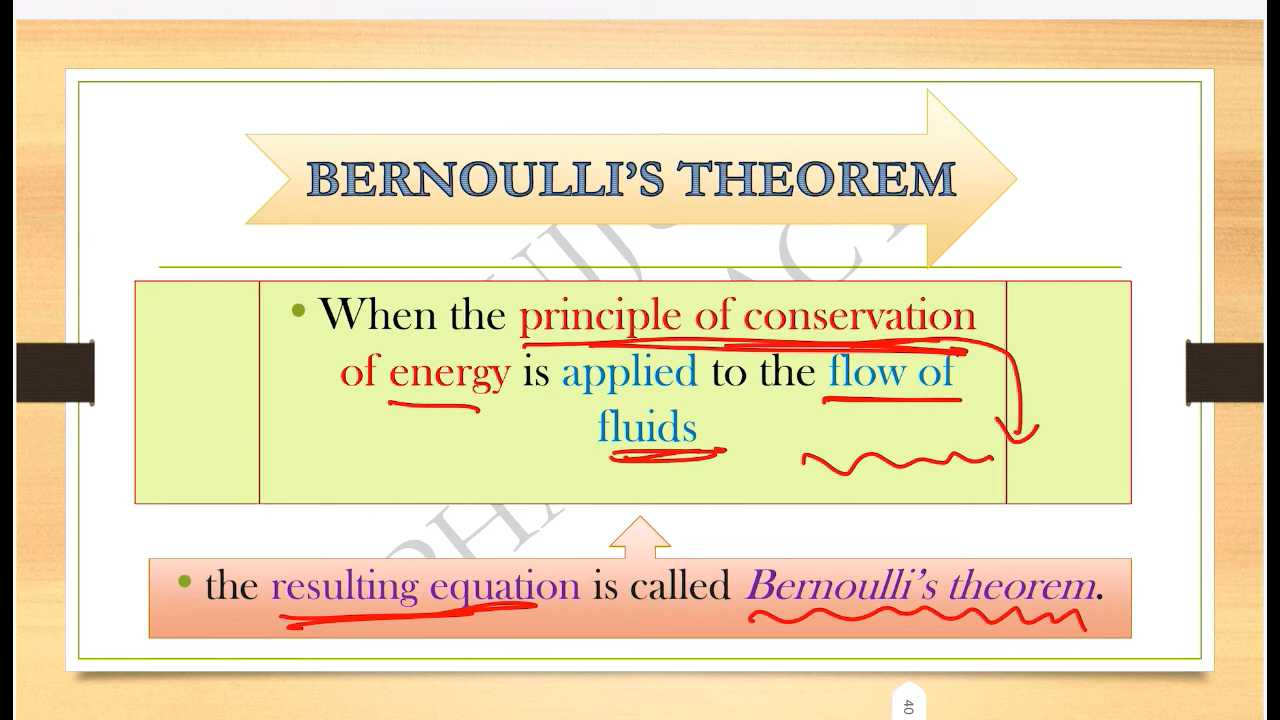 BERNOULLI'S THEOREM
• When the principle of conservation
of energy is applied to the flow of
fluids
• the resulting equation is called Bernoulli's theorem.
40